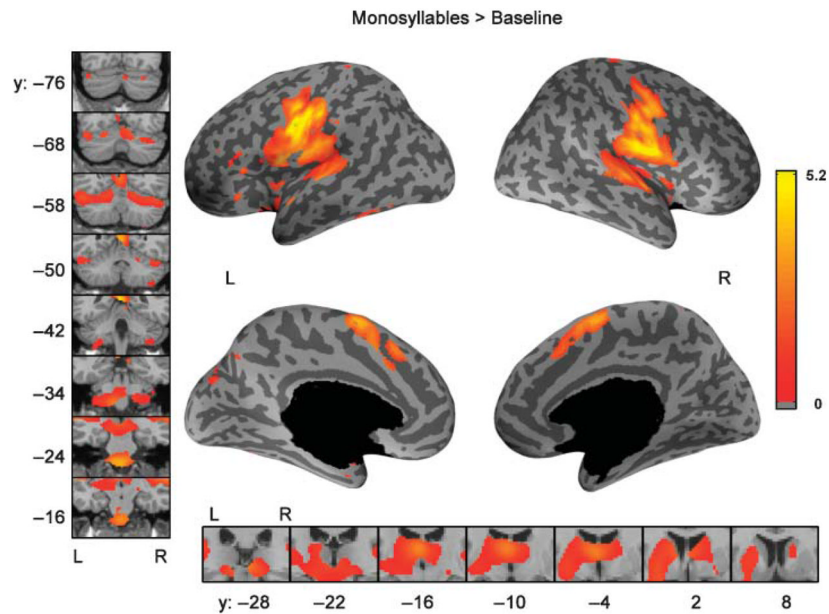 Monosyllables > Baseline
y: –76
–68
–58
–50
–42
–34
–24
–16
L R
L R
5.2
0
L R
y: –28 –22 –16 –10 –4 2 8